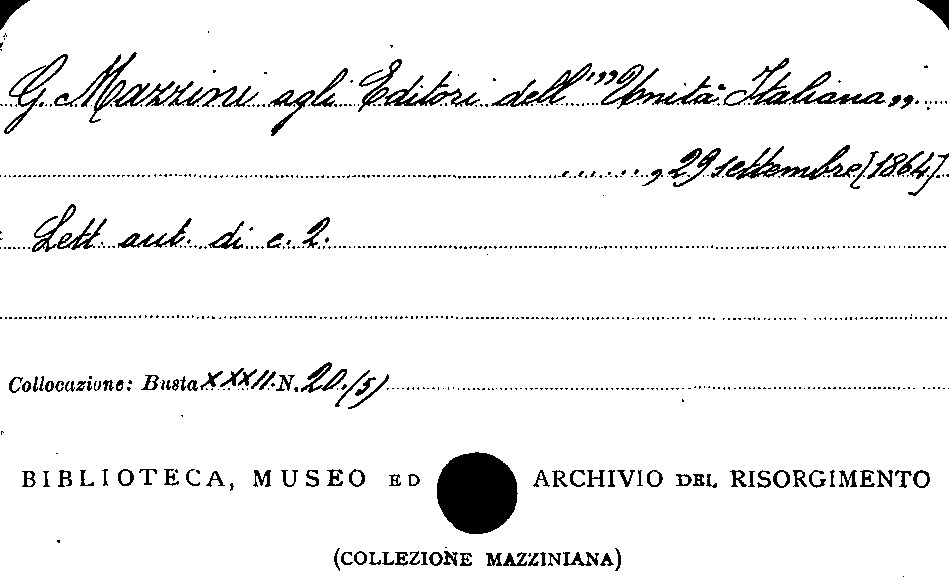 G. Mazzini agli Editori dell'"Unità Italiana„
......, 29 settembre [1864]
Lett. aut. di c. 2.
Collocazione: Busta XXXII. N. 20. (5)
BIBLIOTECA, MUSEO ED ARCHIVIO DEL RISORGIMENTO
(COLLEZIONE MAZZINIANA)